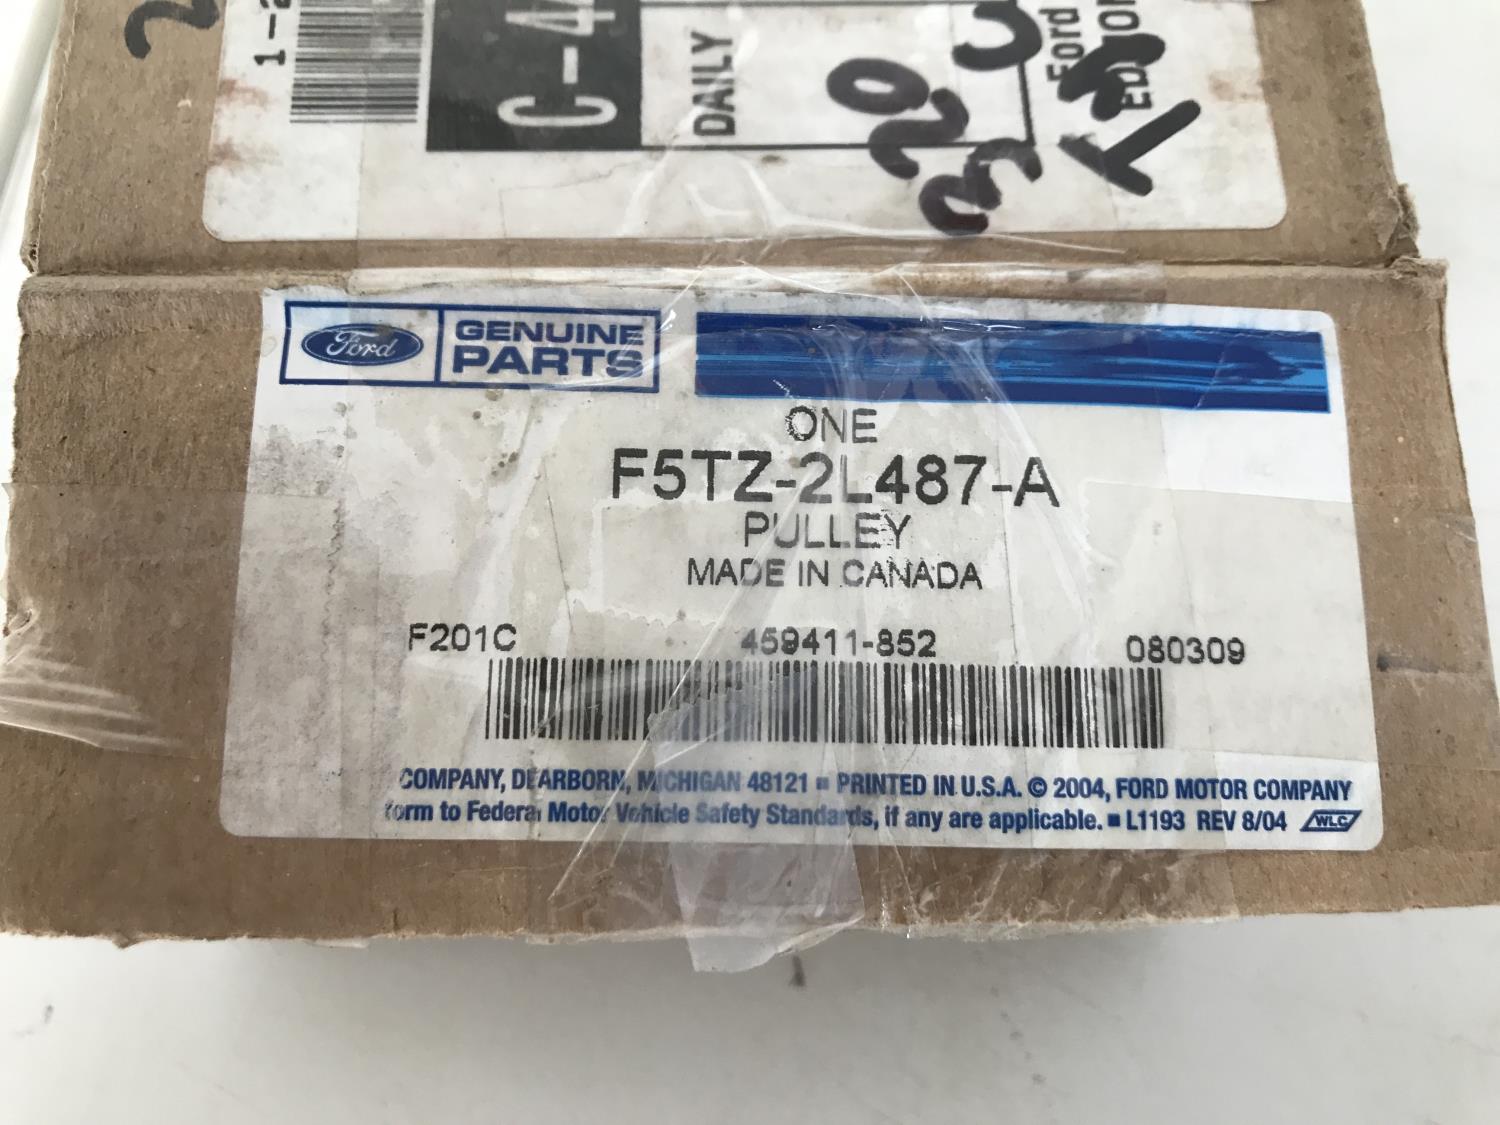 DAILY
Ford
023
Ford
GENUINE
PARTS
ONE
F5TZ-2L487-A
PULLEY
MADE IN CANADA
F201C 459411-852 080309
COMPANY, DEARBORN, MICHIGAN 48121 ▪ PRINTED IN U.S.A. © 2004, FORD MOTOR COMPANY
form to Federal Motor Vehicle Safety Standards, if any are applicable. ▪ L1193 REV 8/04 WLC